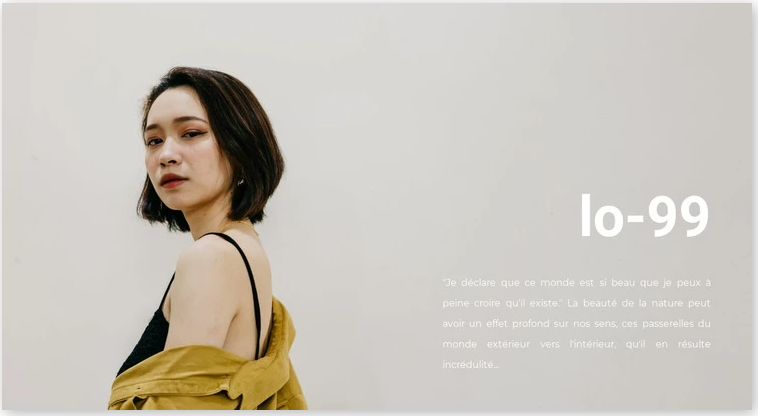 lo-99
"Je déclare que ce monde est si beau que je peux à
peine croire qu'il existe." La beauté de la nature peut
avoir un effet profond sur nos sens, ces passerelles du
monde extérieur vers l'intérieur, qu'il en résulte
incrédulité...